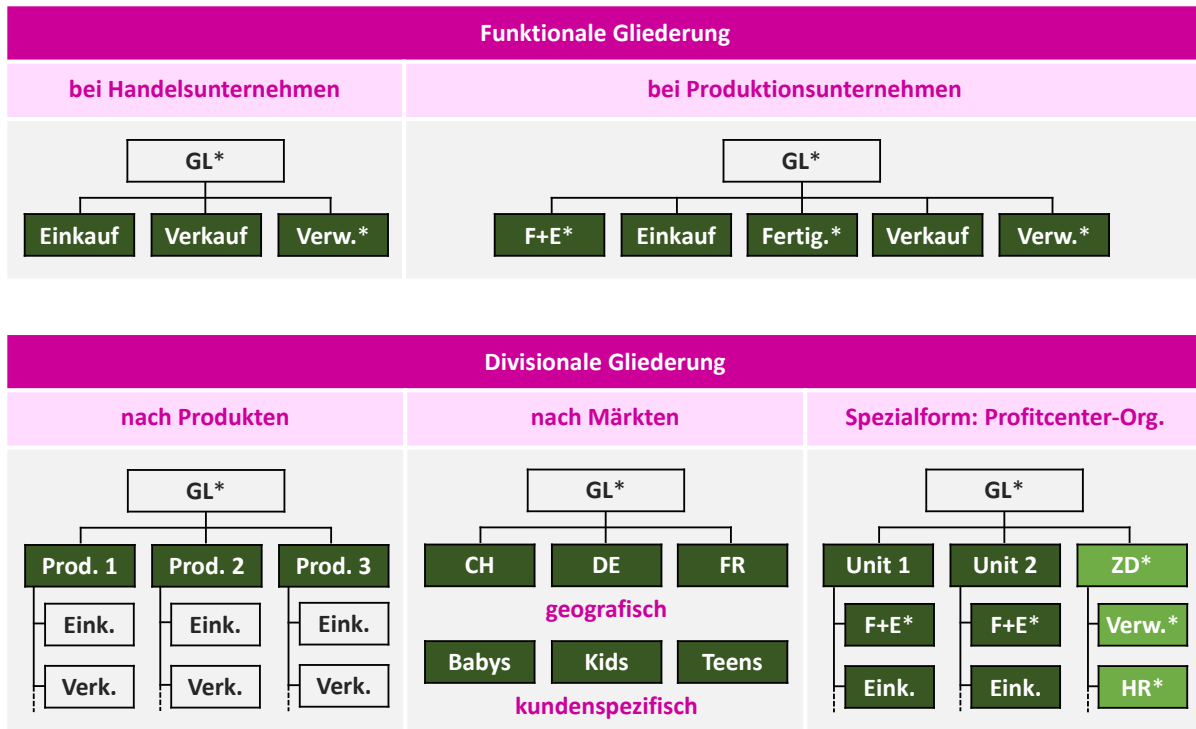 Funktionale Gliederung
bei Handelsunternehmen
bei Produktionsunternehmen
GL*
Einkauf Verkauf Verw.*
GL*
F+E* Einkauf Fertig.* Verkauf Verw.*
Divisionale Gliederung
nach Produkten
nach Märkten
Spezialform: Profitcenter-Org.
GL*
Prod. 1 Prod. 2 Prod. 3
Eink. Eink. Eink.
Verk. Verk. Verk.
GL*
CH DE FR
geografisch
Babys Kids Teens
kundenspezifisch
GL*
Unit 1 Unit 2 ZD*
F+E* F+E* Verw.*
Eink. Eink. HR*